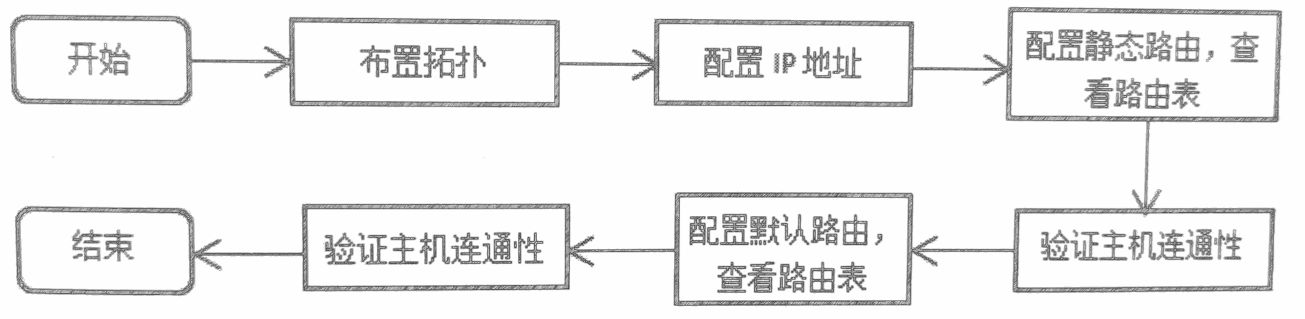 开始
布置拓扑
配置 IP 地址
配置静态路由，查
看路由表
验证主机连通性
配置默认路由，
查看路由表
验证主机连通性
结束